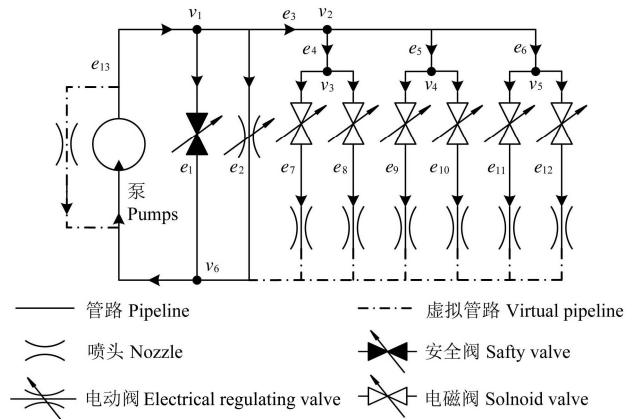 v1 v2
e3
e4 e5 e6
e13 v3 v4 v5
e1 e2 e7 e8 e9 e10 e11 e12
泵
Pumps
v6
管路 Pipeline 虚拟管路 Virtual pipeline
喷头 Nozzle 安全阀 Safty valve
电动阀 Electrical regulating valve 电磁阀 Solnoid valve